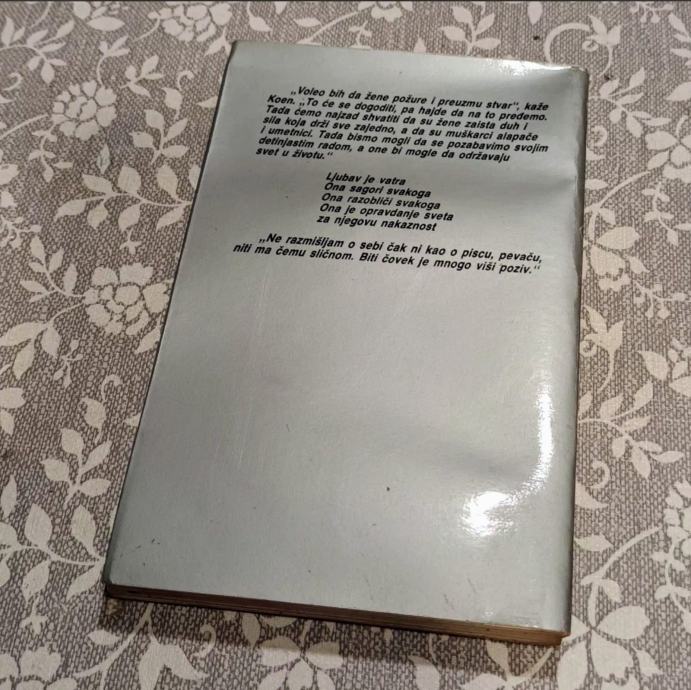 „Voleo bih da žene požure i preuzmu stvar“, kaže
Koen. „To će se dogoditi, pa hajde da na to pređemo.
Tada ćemo najzad shvatiti da su žene zaista duh i
sila koja drži sve zajedno, a da su muškarci alapače
i umetnici. Tada bismo mogli da se pozabavimo svojim
detinjastim radom, a one bi mogle da održavaju
svet u životu.“
Ljubav je vatra
Ona sagori svakoga
Ona razobliči svakoga
Ona je opravdanje sveta
za njegovu nakaznost
„Ne razmišljam o sebi čak ni kao o piscu, pevaču,
niti ma čemu sličnom. Biti čovek je mnogo viši poziv.“